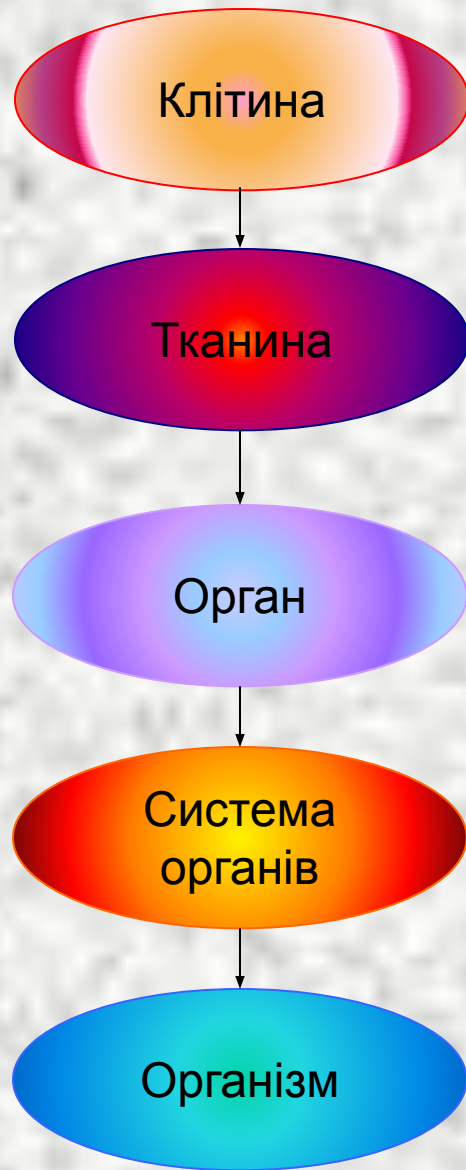 Клітина
Тканина
Орган
Система
органів
Організм